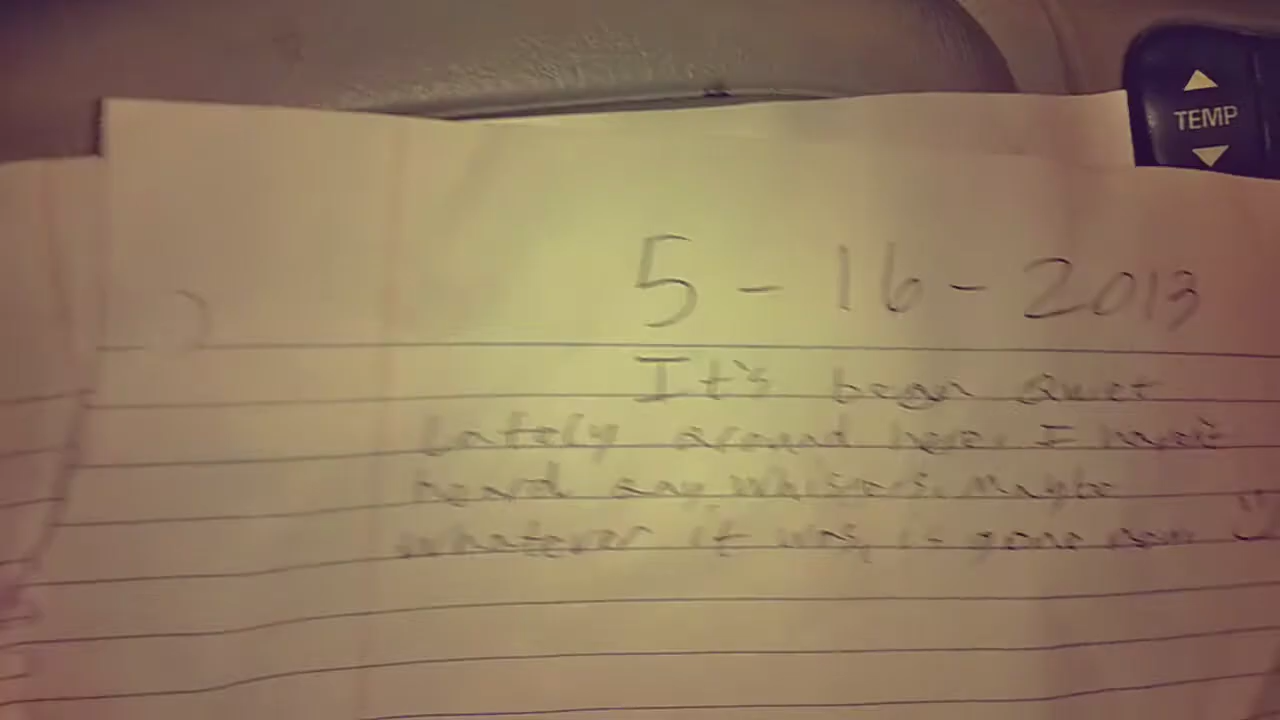 TEMP
5-16-2013
It's been quiet
Lately around here. I haven't
heard any whispers. Maybe
whatever it was, is gone now